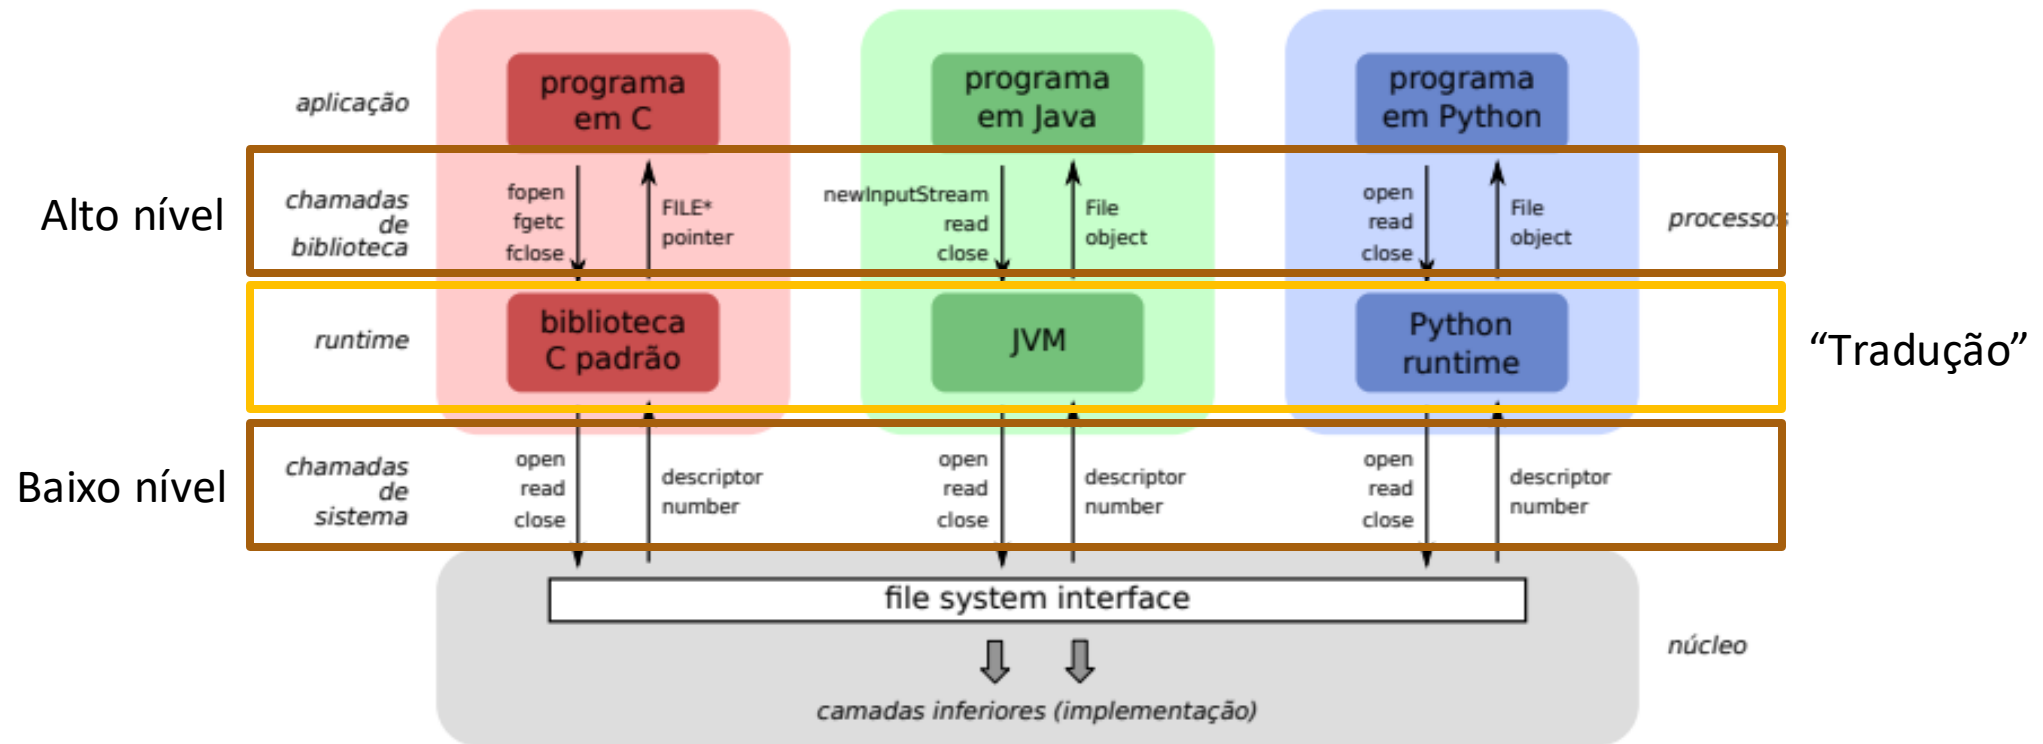 aplicação
programa
em C
programa
em Java
programa
em Python
Alto nível
chamadas
de
biblioteca
fopen
fgetc
fclose
FILE*
pointer
newInputStream
read
close
File
object
open
read
close
File
object
processos
runtime
biblioteca
C padrão
JVM
Python
runtime
“Tradução”
Baixo nível
chamadas
de
sistema
open
read
close
descriptor
number
open
read
close
descriptor
number
open
read
close
descriptor
number
file system interface
núcleo
camadas inferiores (implementação)